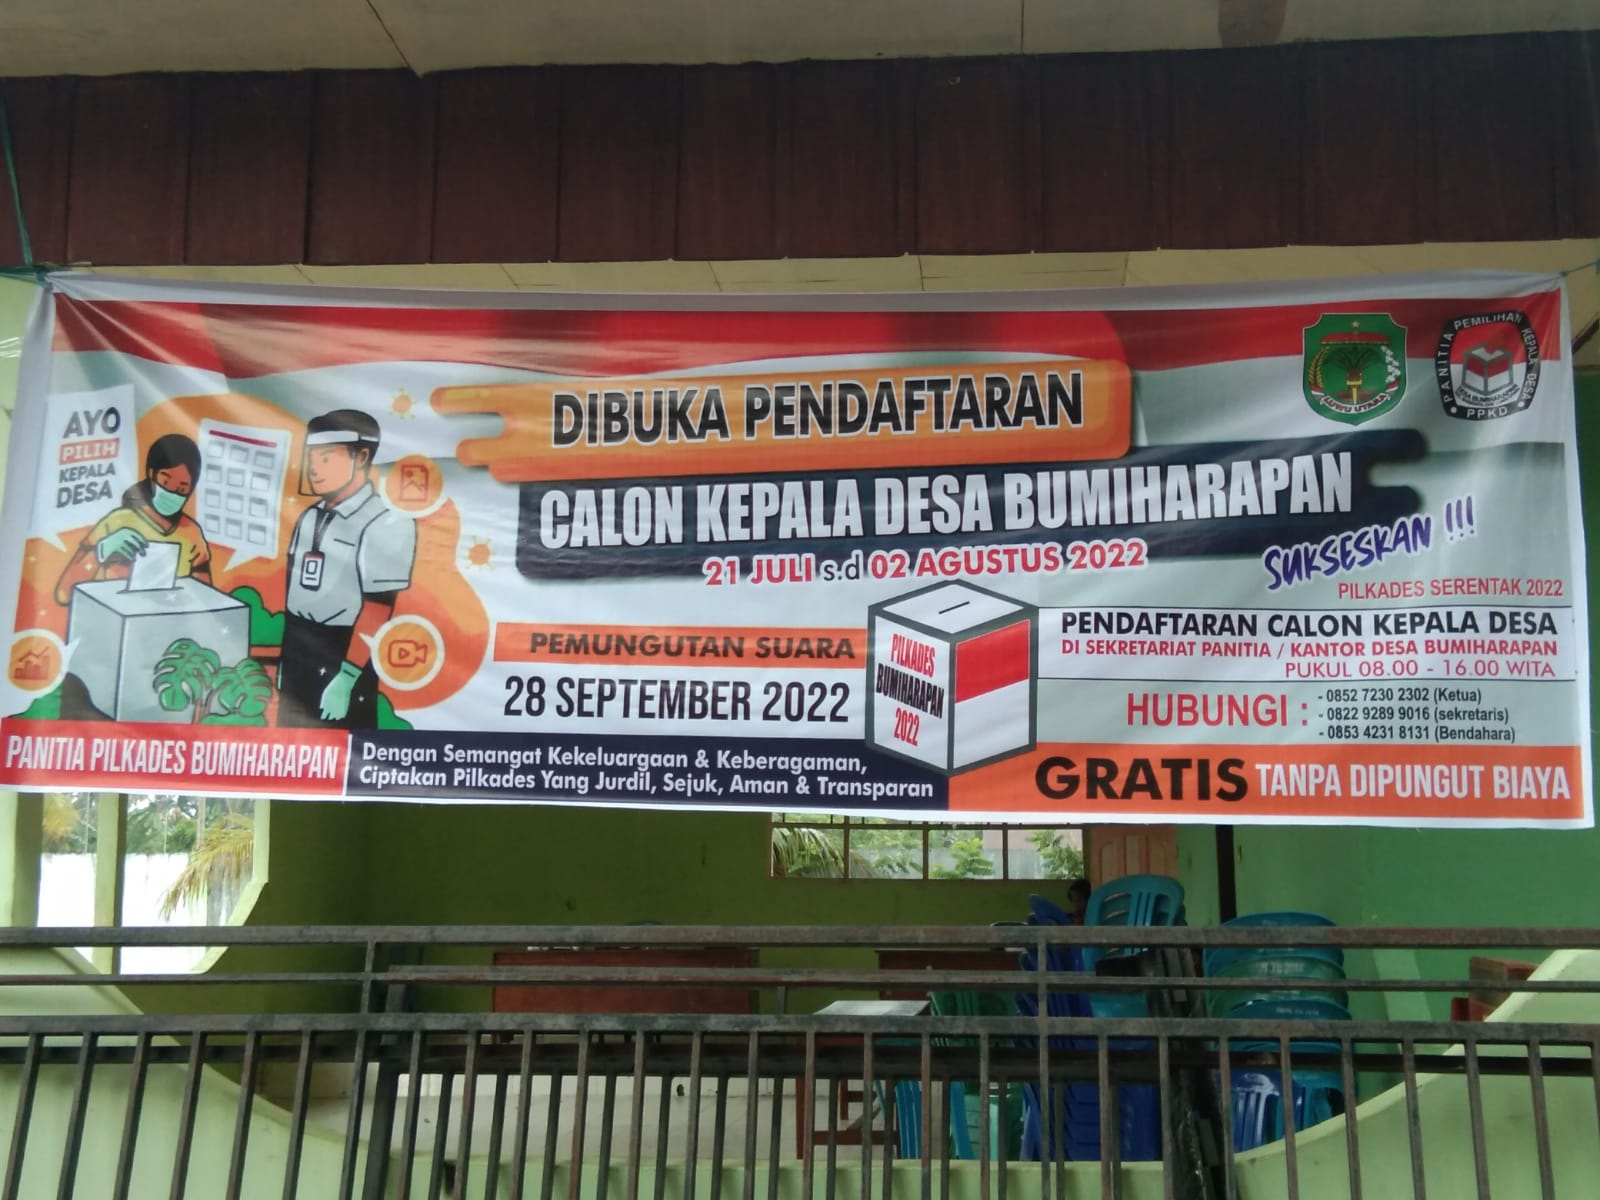 AYO
PILIH
KEPALA
DESA
DIBUKA PENDAFTARAN
CALON KEPALA DESA BUMIHARAPAN
21 JULI s.d 02 AGUSTUS 2022
LUWU UTARA
PANITIA PEMILIHAN KEPALA DESA
PPKD
SUKSESKAN !!!
PILKADES SERENTAK 2022
PEMUNGUTAN SUARA
28 SEPTEMBER 2022
PILKADES
BUMIHARAPAN
2022
PENDAFTARAN CALON KEPALA DESA
DI SEKRETARIAT PANITIA / KANTOR DESA BUMIHARAPAN
PUKUL 08.00 - 16.00 WITA
HUBUNGI :
- 0852 7230 2302 (Ketua)
- 0822 9289 9016 (sekretaris)
- 0853 4231 8131 (Bendahara)
PANITIA PILKADES BUMIHARAPAN
Dengan Semangat Kekeluargaan & Keberagaman,
Ciptakan Pilkades Yang Jurdil, Sejuk, Aman & Transparan
GRATIS TANPA DIPUNGUT BIAYA